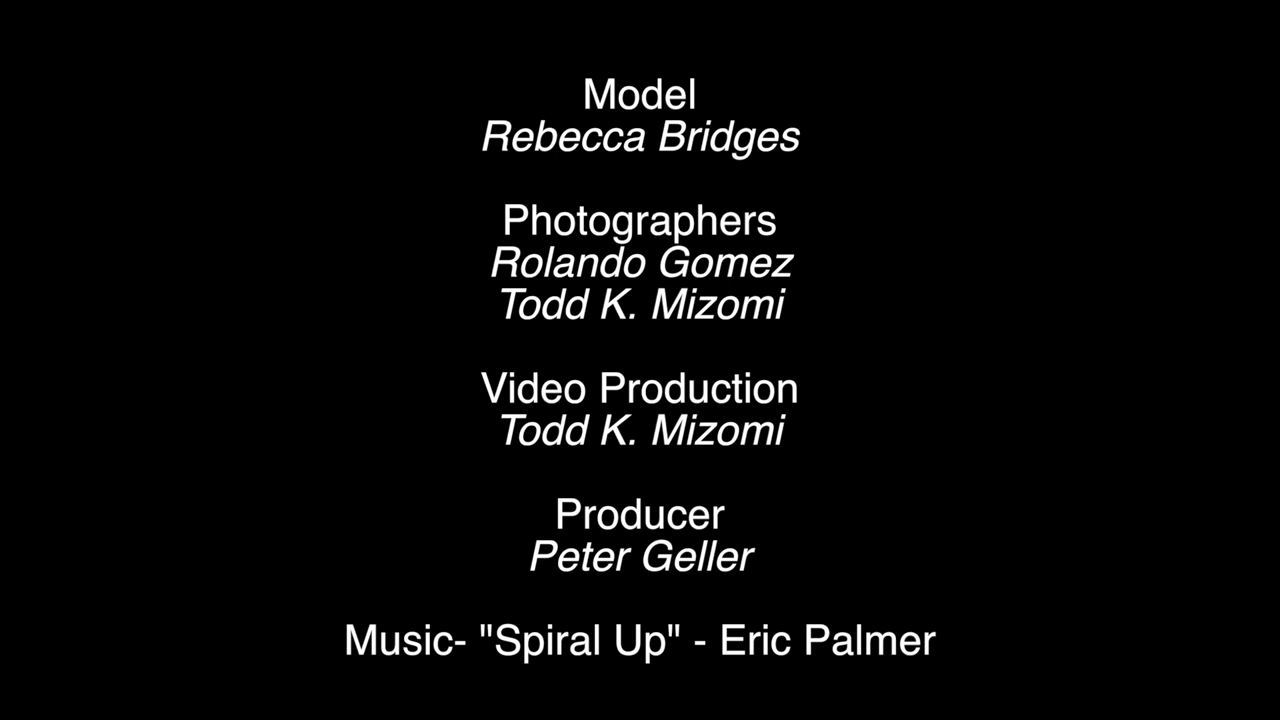 Model
Rebecca Bridges
Photographers
Rolando Gomez
Todd K. Mizomi
Video Production
Todd K. Mizomi
Producer
Peter Geller
Music- "Spiral Up" - Eric Palmer